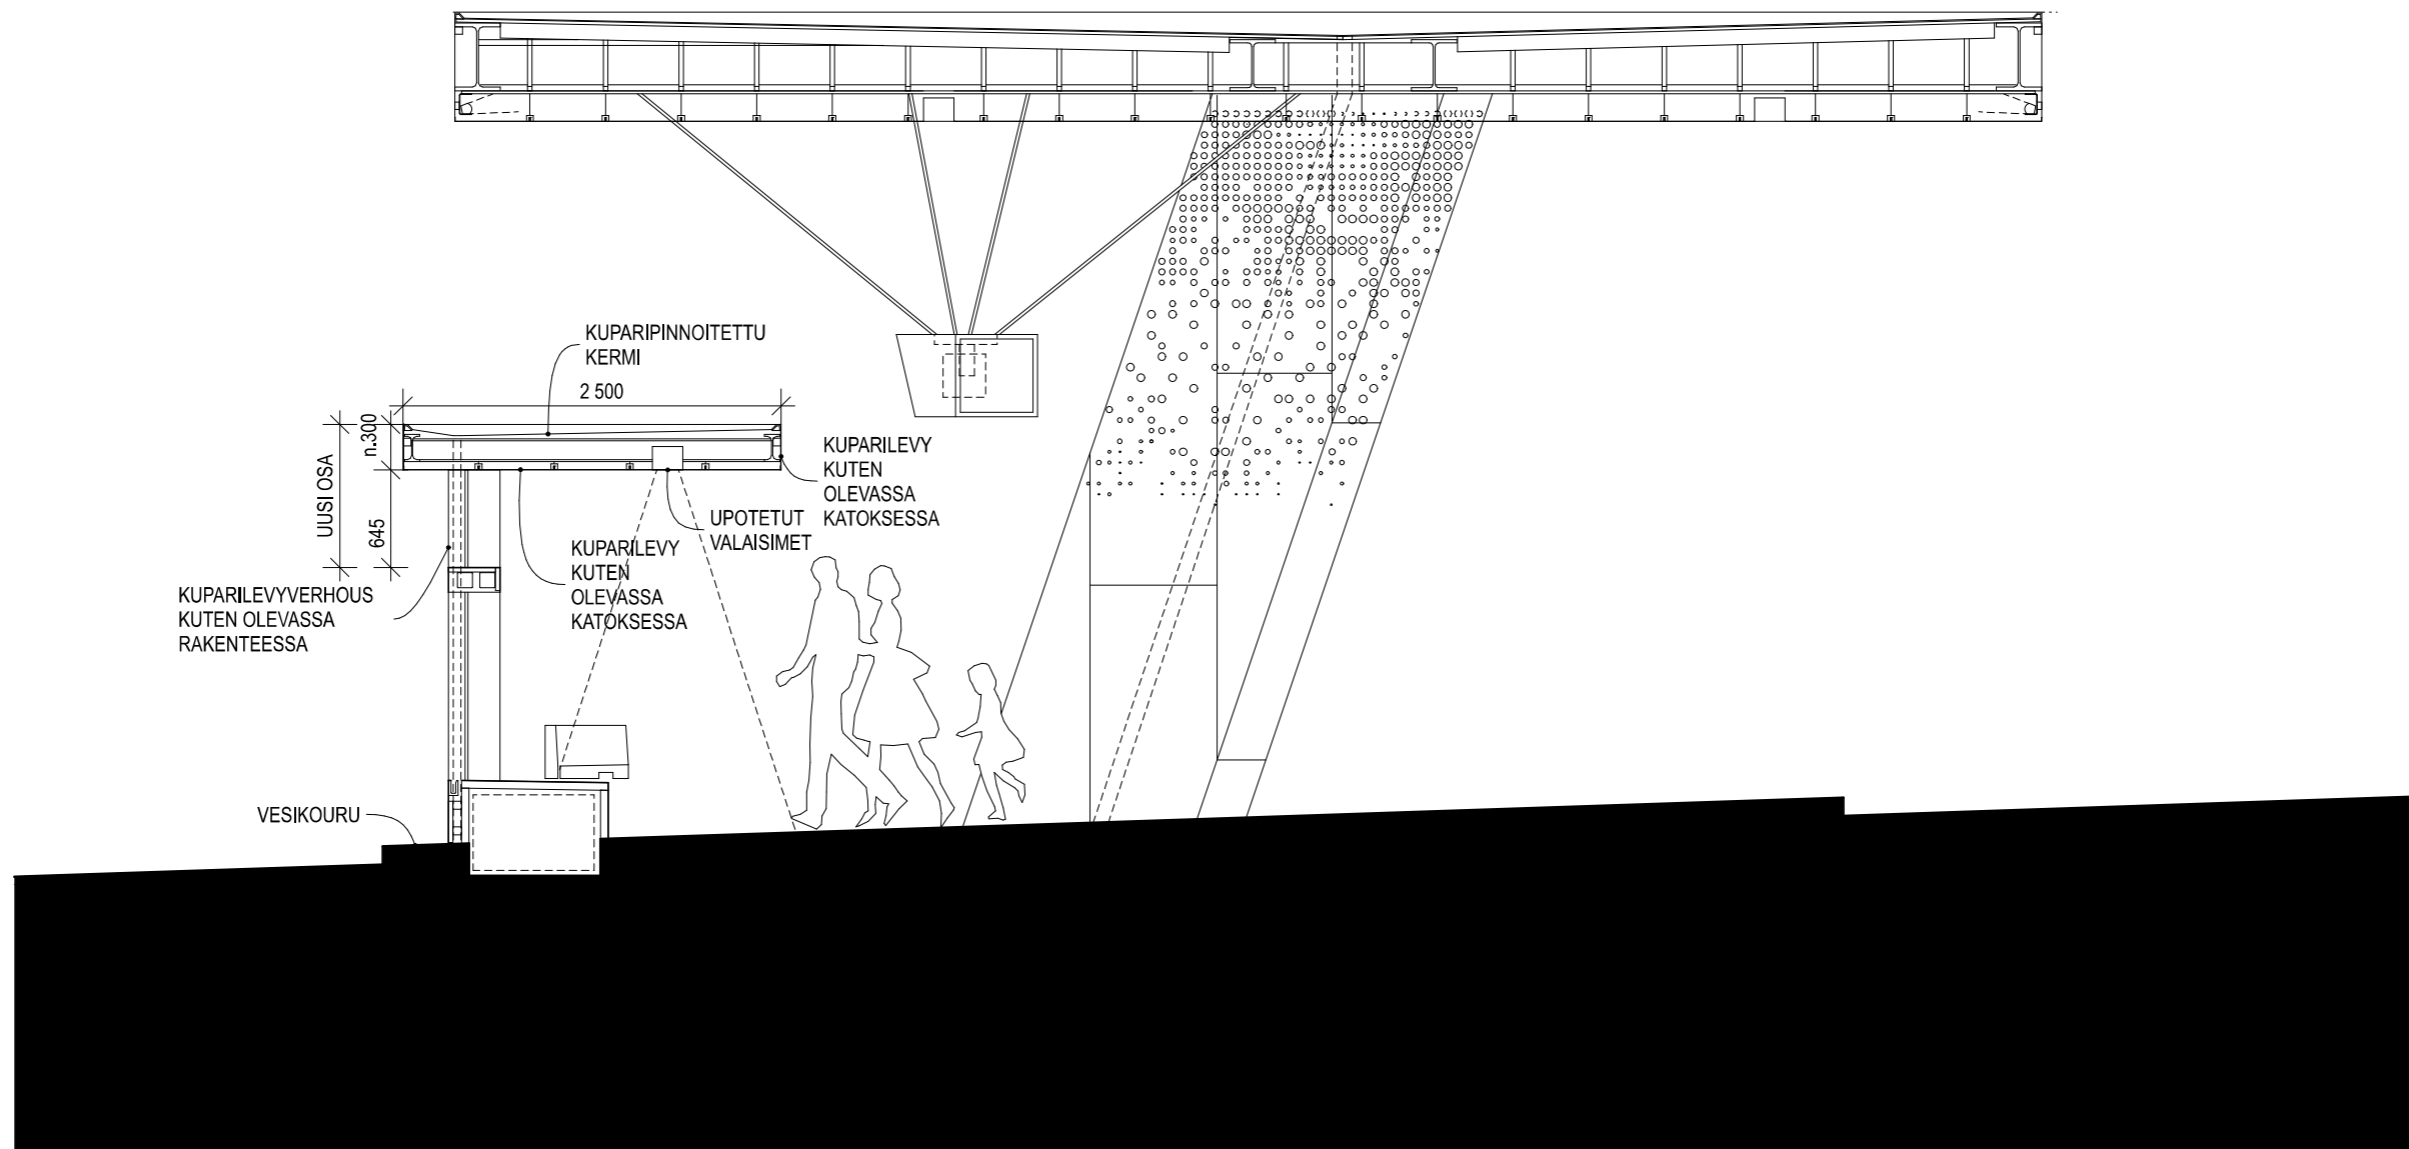 KUPARIPINNOITETTU
KERMI
2 500
n.300
UUSI OSA
645
KUPARILEVY
KUTEN
OLEVASSA
KATOKSESSA
UPOTETUT
VALAISIMET
KUPARILEVY
KUTEN
OLEVASSA
KATOKSESSA
KUPARILEVYVERHOUS
KUTEN OLEVASSA
RAKENTEESSA
VESIKOURU